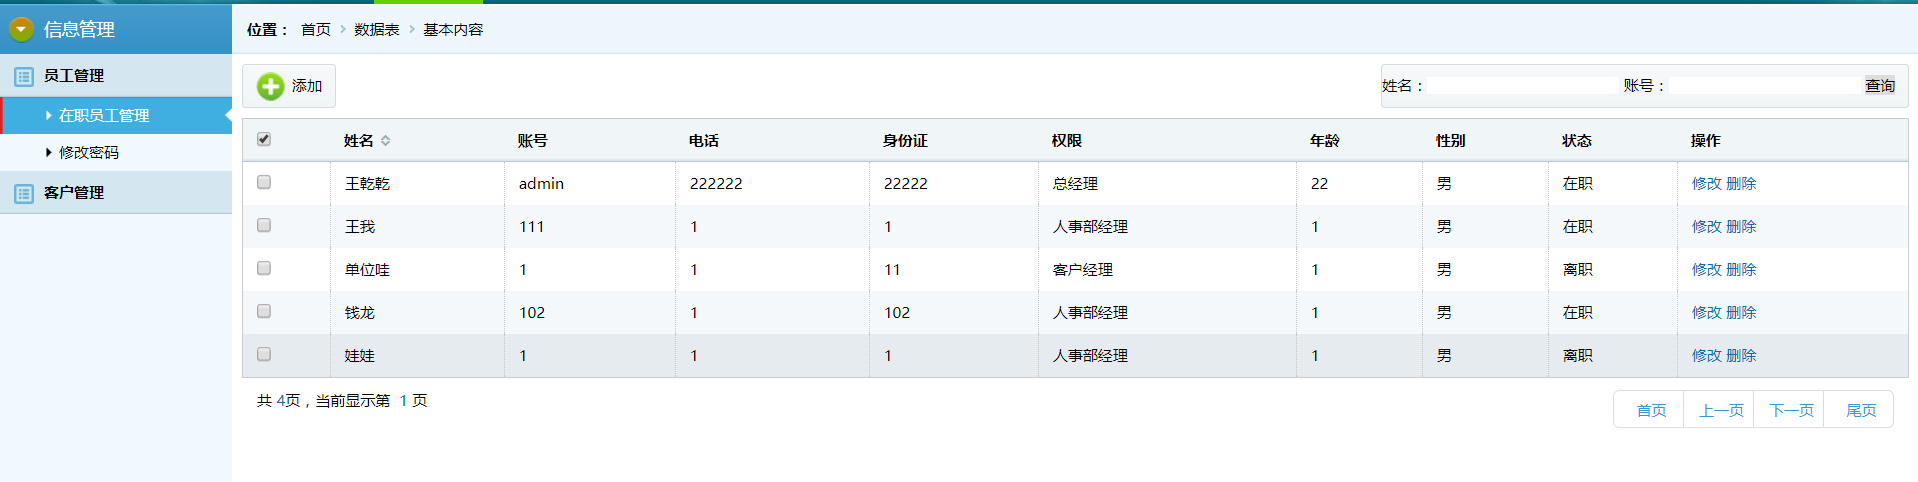 信息管理
员工管理
在职员工管理
修改密码
客户管理
位置： 首页 数据表 基本内容
添加
姓名： 账号： 查询
姓名 账号 电话 身份证 权限 年龄 性别 状态 操作
王乾乾 admin 222222 22222 总经理 22 男 在职 修改 删除
王我 111 1 1 人事部经理 1 男 在职 修改 删除
单位哇 1 1 11 客户经理 1 男 离职 修改 删除
钱龙 102 1 102 人事部经理 1 男 在职 修改 删除
娃娃 1 1 1 人事部经理 1 男 离职 修改 删除
共 4页，当前显示第 1 页
首页 上一页 下一页 尾页